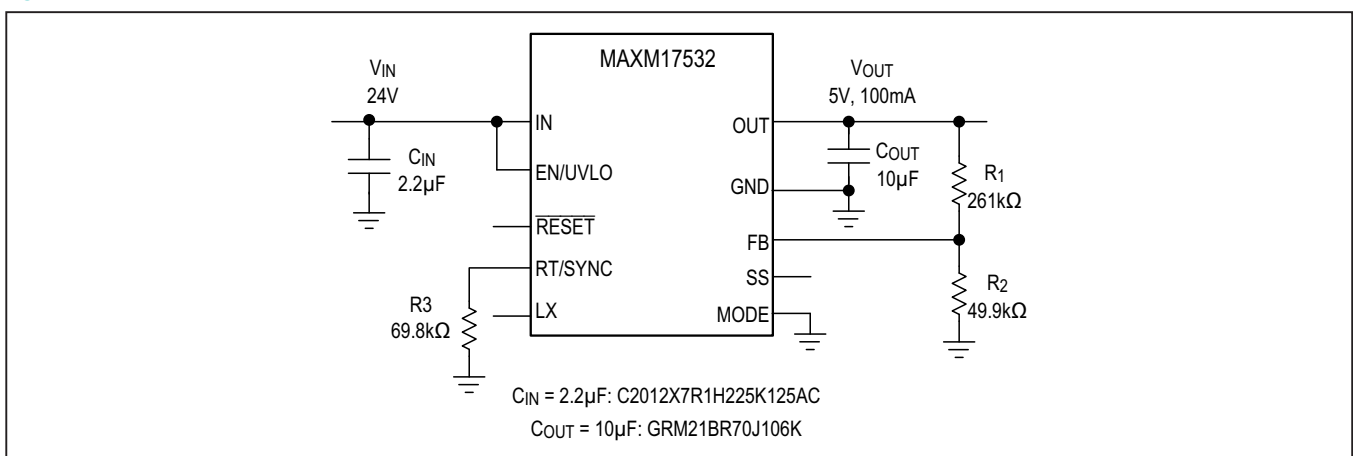 MAXM17532
VIN
24V
VOUT
5V, 100mA
IN
OUT
CIN
2.2µF
EN/UVLO
COUT
10µF
GND
R1
261kΩ
RESET
FB
RT/SYNC
SS
R2
49.9kΩ
R3
69.8kΩ
LX
MODE
CIN = 2.2µF: C2012X7R1H225K125AC
COUT = 10µF: GRM21BR70J106K